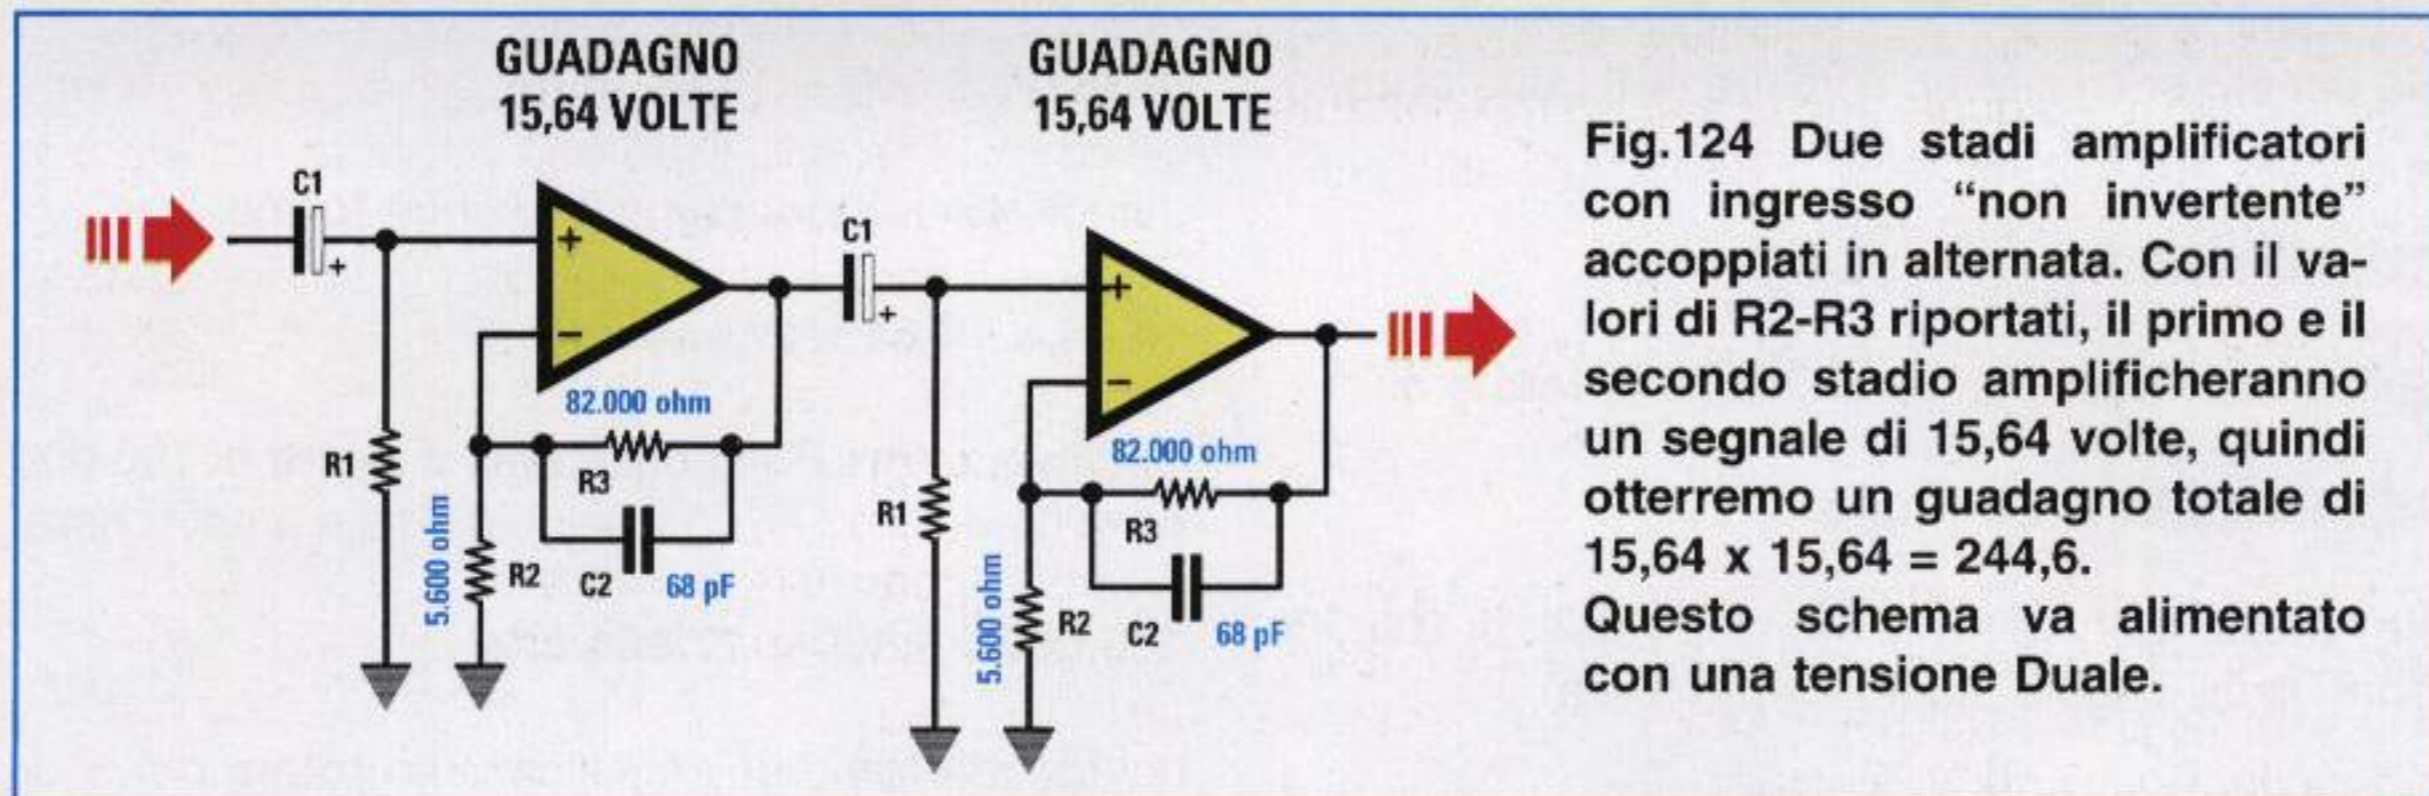 GUADAGNO
15,64 VOLTE
GUADAGNO
15,64 VOLTE
C1
+
+
−
82.000 ohm
R1
R3
5.600 ohm
R2
C2
68 pF
C1
+
+
−
82.000 ohm
R1
R3
5.600 ohm
R2
C2
68 pF
Fig.124 Due stadi amplificatori
con ingresso “non invertente”
accoppiati in alternata. Con il va-
lori di R2-R3 riportati, il primo e il
secondo stadio amplificheranno
un segnale di 15,64 volte, quindi
otterremo un guadagno totale di
15,64 x 15,64 = 244,6.
Questo schema va alimentato
con una tensione Duale.